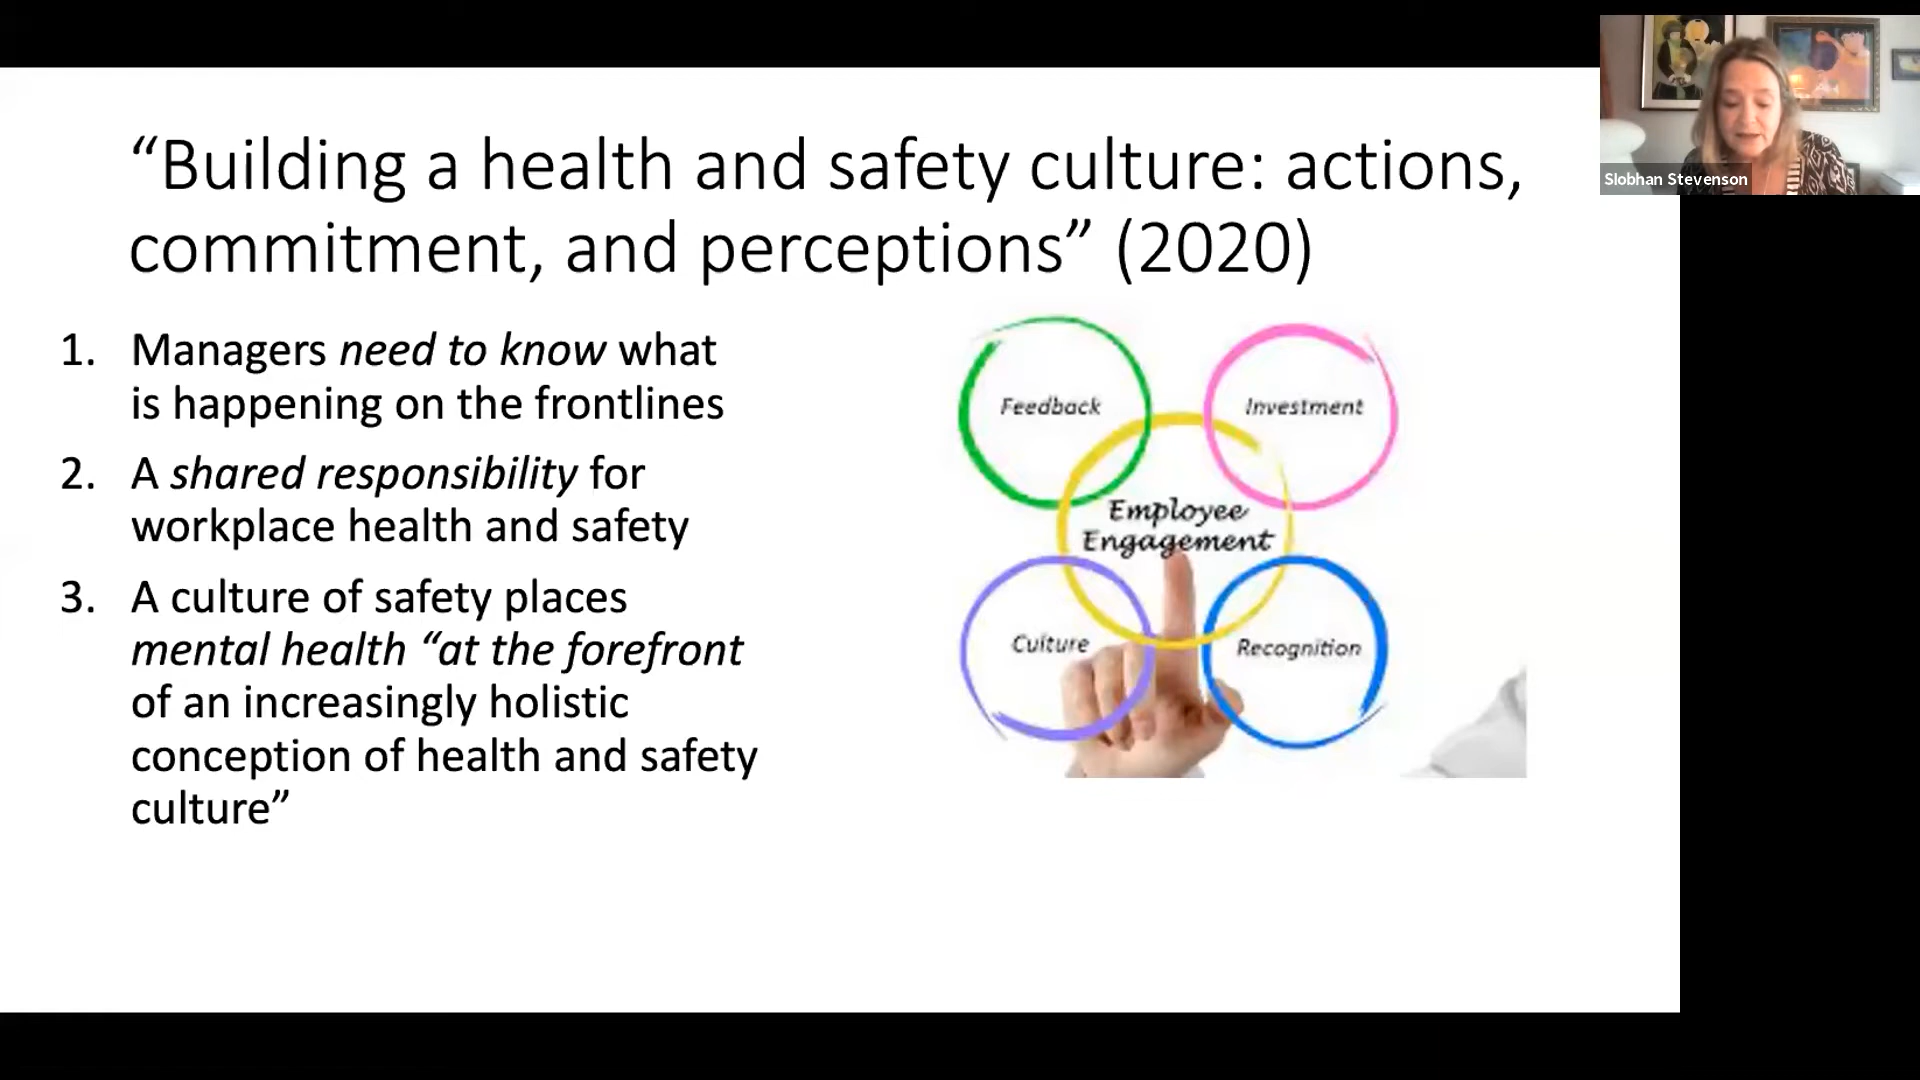 “Building a health and safety culture: actions,
commitment, and perceptions” (2020)
1. Managers need to know what
is happening on the frontlines
2. A shared responsibility for
workplace health and safety
3. A culture of safety places
mental health “at the forefront
of an increasingly holistic
conception of health and safety
culture”
Feedback
Investment
Employee
Engagement
Culture
Recognition
SIobhan Stevenson